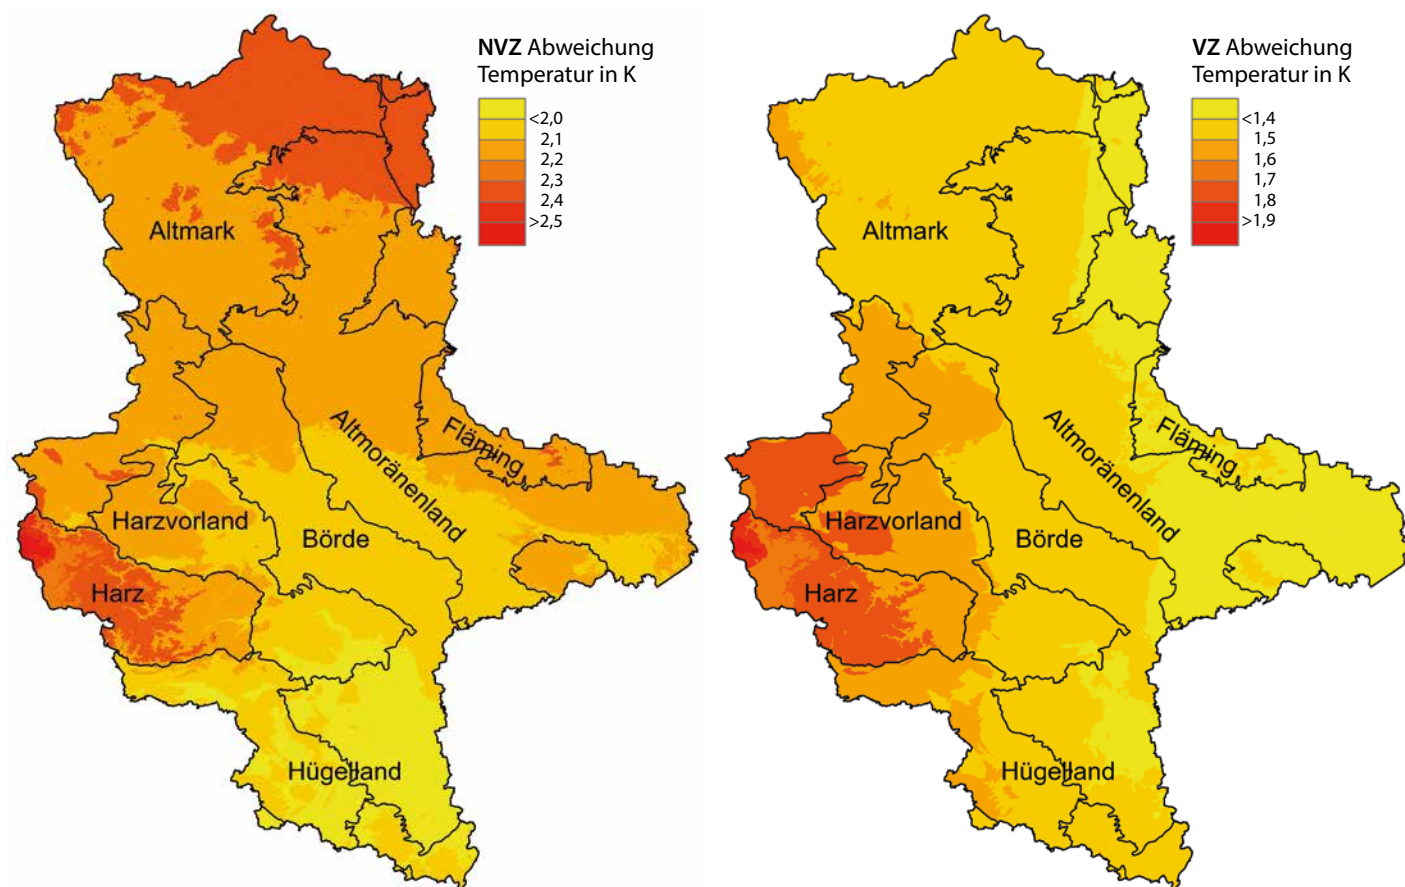 NVZ Abweichung
Temperatur in K
<2,0
2,1
2,2
2,3
2,4
>2,5
Altmark
Altmoränenland
Fläming
Harzvorland
Börde
Harz
Hügelland
VZ Abweichung
Temperatur in K
<1,4
1,5
1,6
1,7
1,8
>1,9
Altmark
Altmoränenland
Fläming
Harzvorland
Börde
Harz
Hügelland